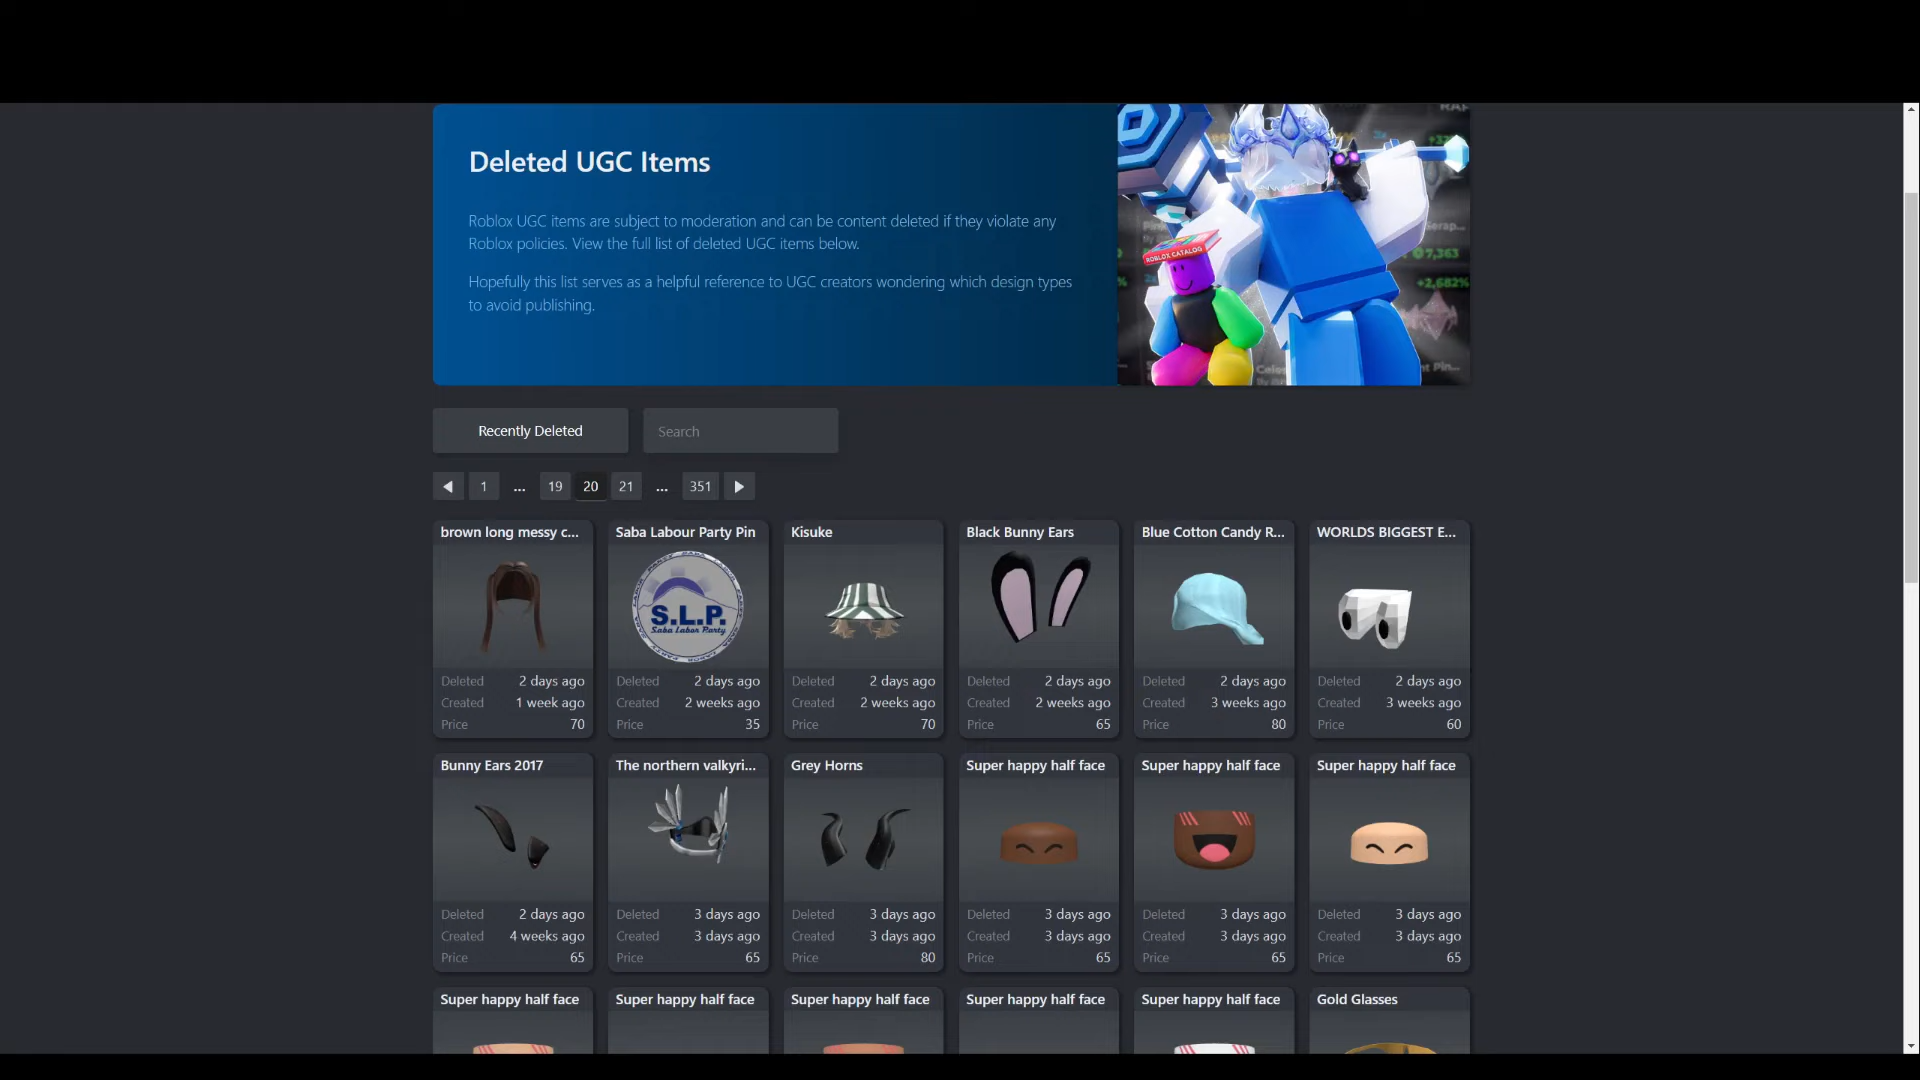 Deleted UGC Items
Roblox UGC items are subject to moderation and can be content deleted if they violate any
Roblox policies. View the full list of deleted UGC items below.
Hopefully this list serves as a helpful reference to UGC creators wondering which design types
to avoid publishing.
ROBLOX CATALOG
7,363
+2,682%
Recently Deleted
Search
1 ... 19 20 21 ... 351
brown long messy c...
Deleted 2 days ago
Created 1 week ago
Price 70
Saba Labour Party Pin
S.L.P.
Saba Labor Party
Deleted 2 days ago
Created 2 weeks ago
Price 35
Kisuke
Deleted 2 days ago
Created 2 weeks ago
Price 70
Black Bunny Ears
Deleted 2 days ago
Created 2 weeks ago
Price 65
Blue Cotton Candy R...
Deleted 2 days ago
Created 3 weeks ago
Price 80
WORLDS BIGGEST E...
Deleted 2 days ago
Created 3 weeks ago
Price 60
Bunny Ears 2017
Deleted 2 days ago
Created 4 weeks ago
Price 65
The northern valkyri...
Deleted 3 days ago
Created 3 days ago
Price 65
Grey Horns
Deleted 3 days ago
Created 3 days ago
Price 80
Super happy half face
Deleted 3 days ago
Created 3 days ago
Price 65
Super happy half face
Deleted 3 days ago
Created 3 days ago
Price 65
Super happy half face
Deleted 3 days ago
Created 3 days ago
Price 65
Super happy half face
Super happy half face
Super happy half face
Super happy half face
Super happy half face
Gold Glasses